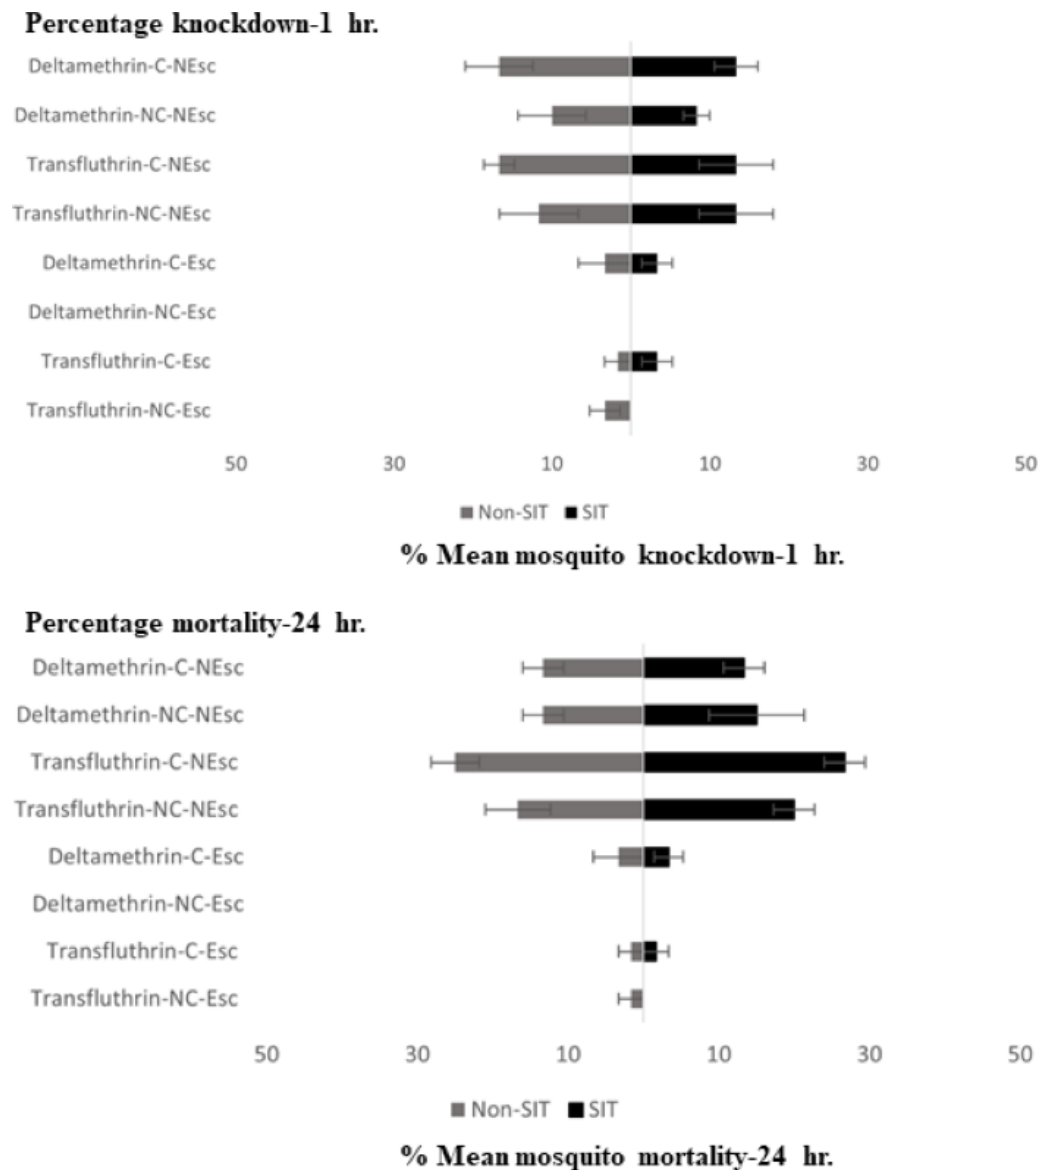 Percentage knockdown-1 hr.
Deltamethrin-C-NEsc
Deltamethrin-NC-NEsc
Transfluthrin-C-NEsc
Transfluthrin-NC-NEsc
Deltamethrin-C-Esc
Deltamethrin-NC-Esc
Transfluthrin-C-Esc
Transfluthrin-NC-Esc
50 30 10 10 30 50
Non-SIT SIT
% Mean mosquito knockdown-1 hr.
Percentage mortality-24 hr.
Deltamethrin-C-NEsc
Deltamethrin-NC-NEsc
Transfluthrin-C-NEsc
Transfluthrin-NC-NEsc
Deltamethrin-C-Esc
Deltamethrin-NC-Esc
Transfluthrin-C-Esc
Transfluthrin-NC-Esc
50 30 10 10 30 50
Non-SIT SIT
% Mean mosquito mortality-24 hr.